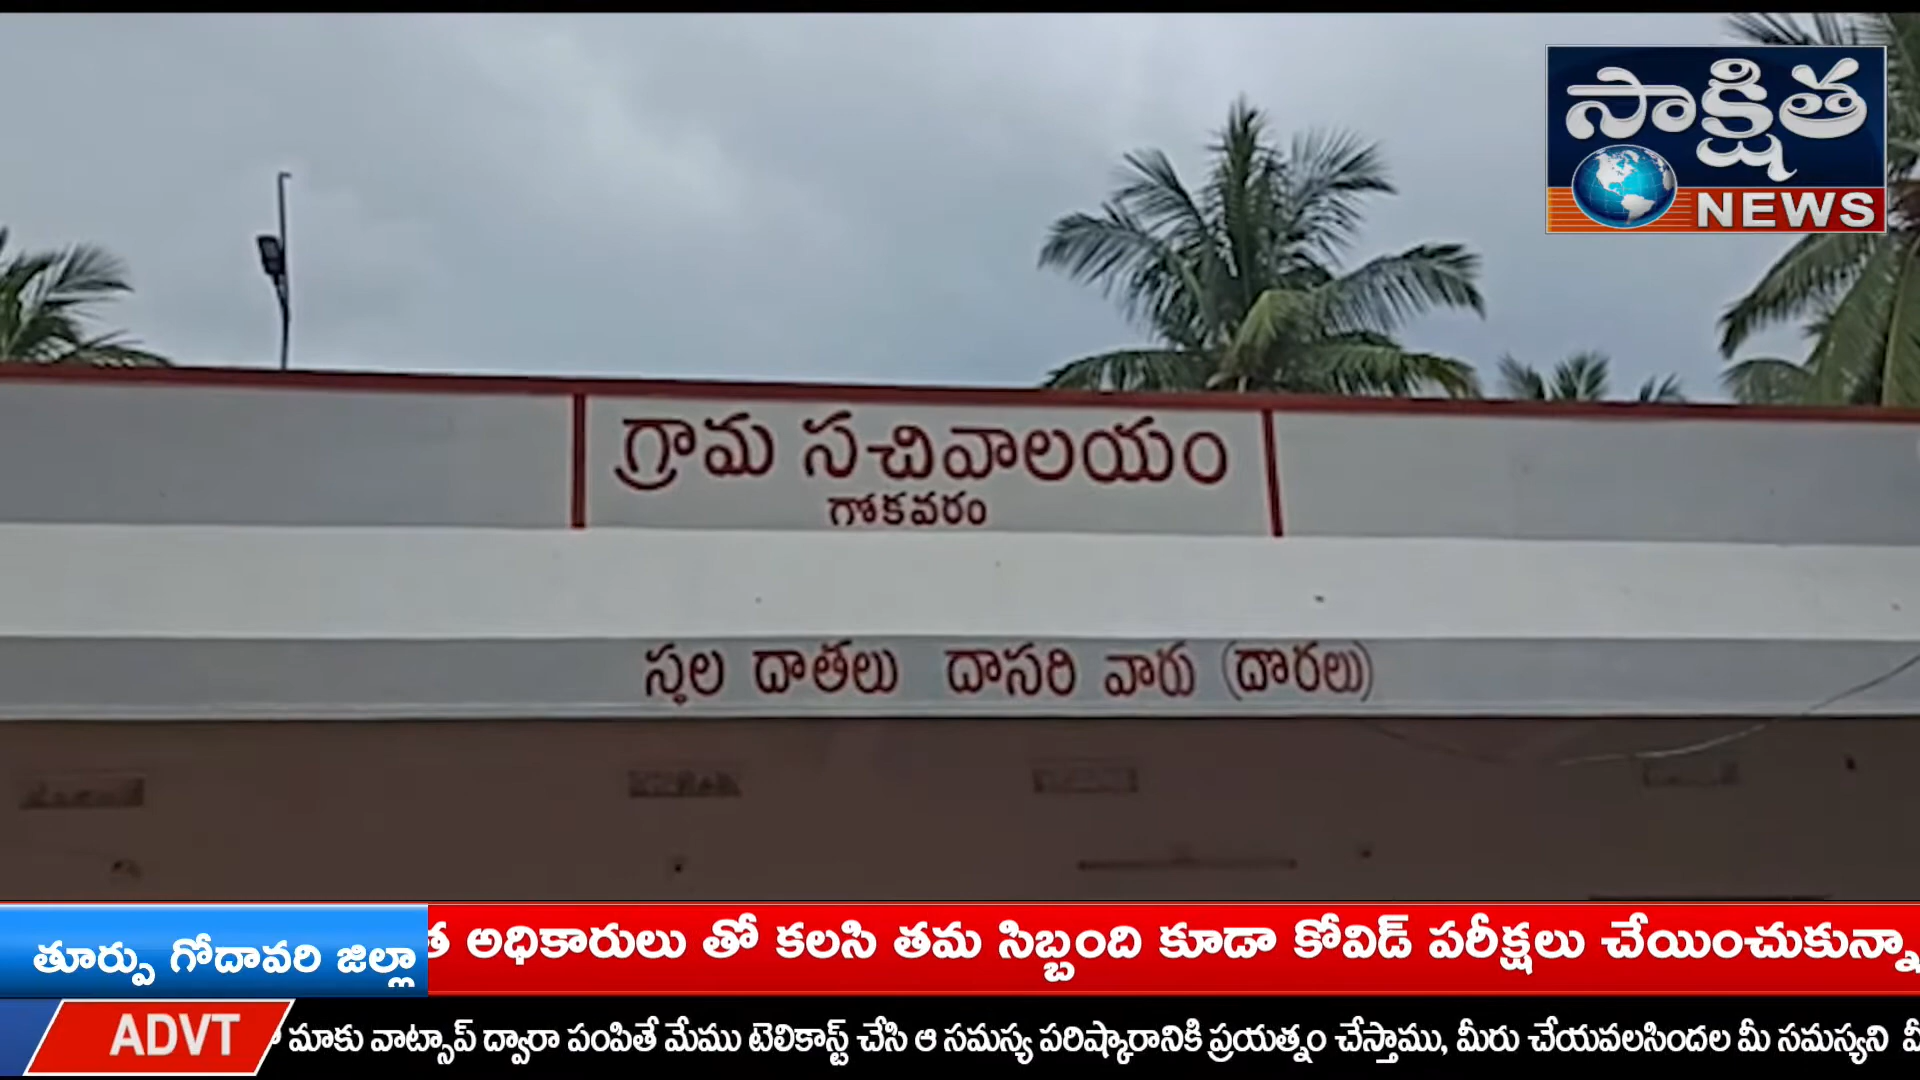 సాక్షిత
NEWS
గ్రామ సచివాలయం
గోకవరం
స్థల దాతలు దాసరి వారు (దొరలు)
తూర్పు గోదావరి జిల్లా
అధికారులు తో కలసి తమ సిబ్బంది కూడా కోవిడ్ పరీక్షలు చేయించుకున్నా
ADVT
మాకు వాట్సాప్ ద్వారా పంపితే మేము టెలికాస్ట్ చేసి ఆ సమస్య పరిష్కారానికి ప్రయత్నం చేస్తాము, మీరు చేయవలసిందల మీ సమస్యని